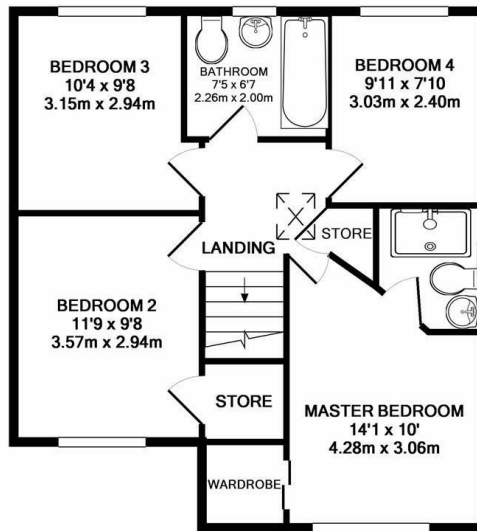 BEDROOM 3
10'4 x 9'8
3.15m x 2.94m
BATHROOM
7'5 x 6'7
2.26m x 2.00m
BEDROOM 4
9'11 x 7'10
3.03m x 2.40m
STORE
LANDING
BEDROOM 2
11'9 x 9'8
3.57m x 2.94m
STORE
MASTER BEDROOM
14'1 x 10'
4.28m x 3.06m
WARDROBE